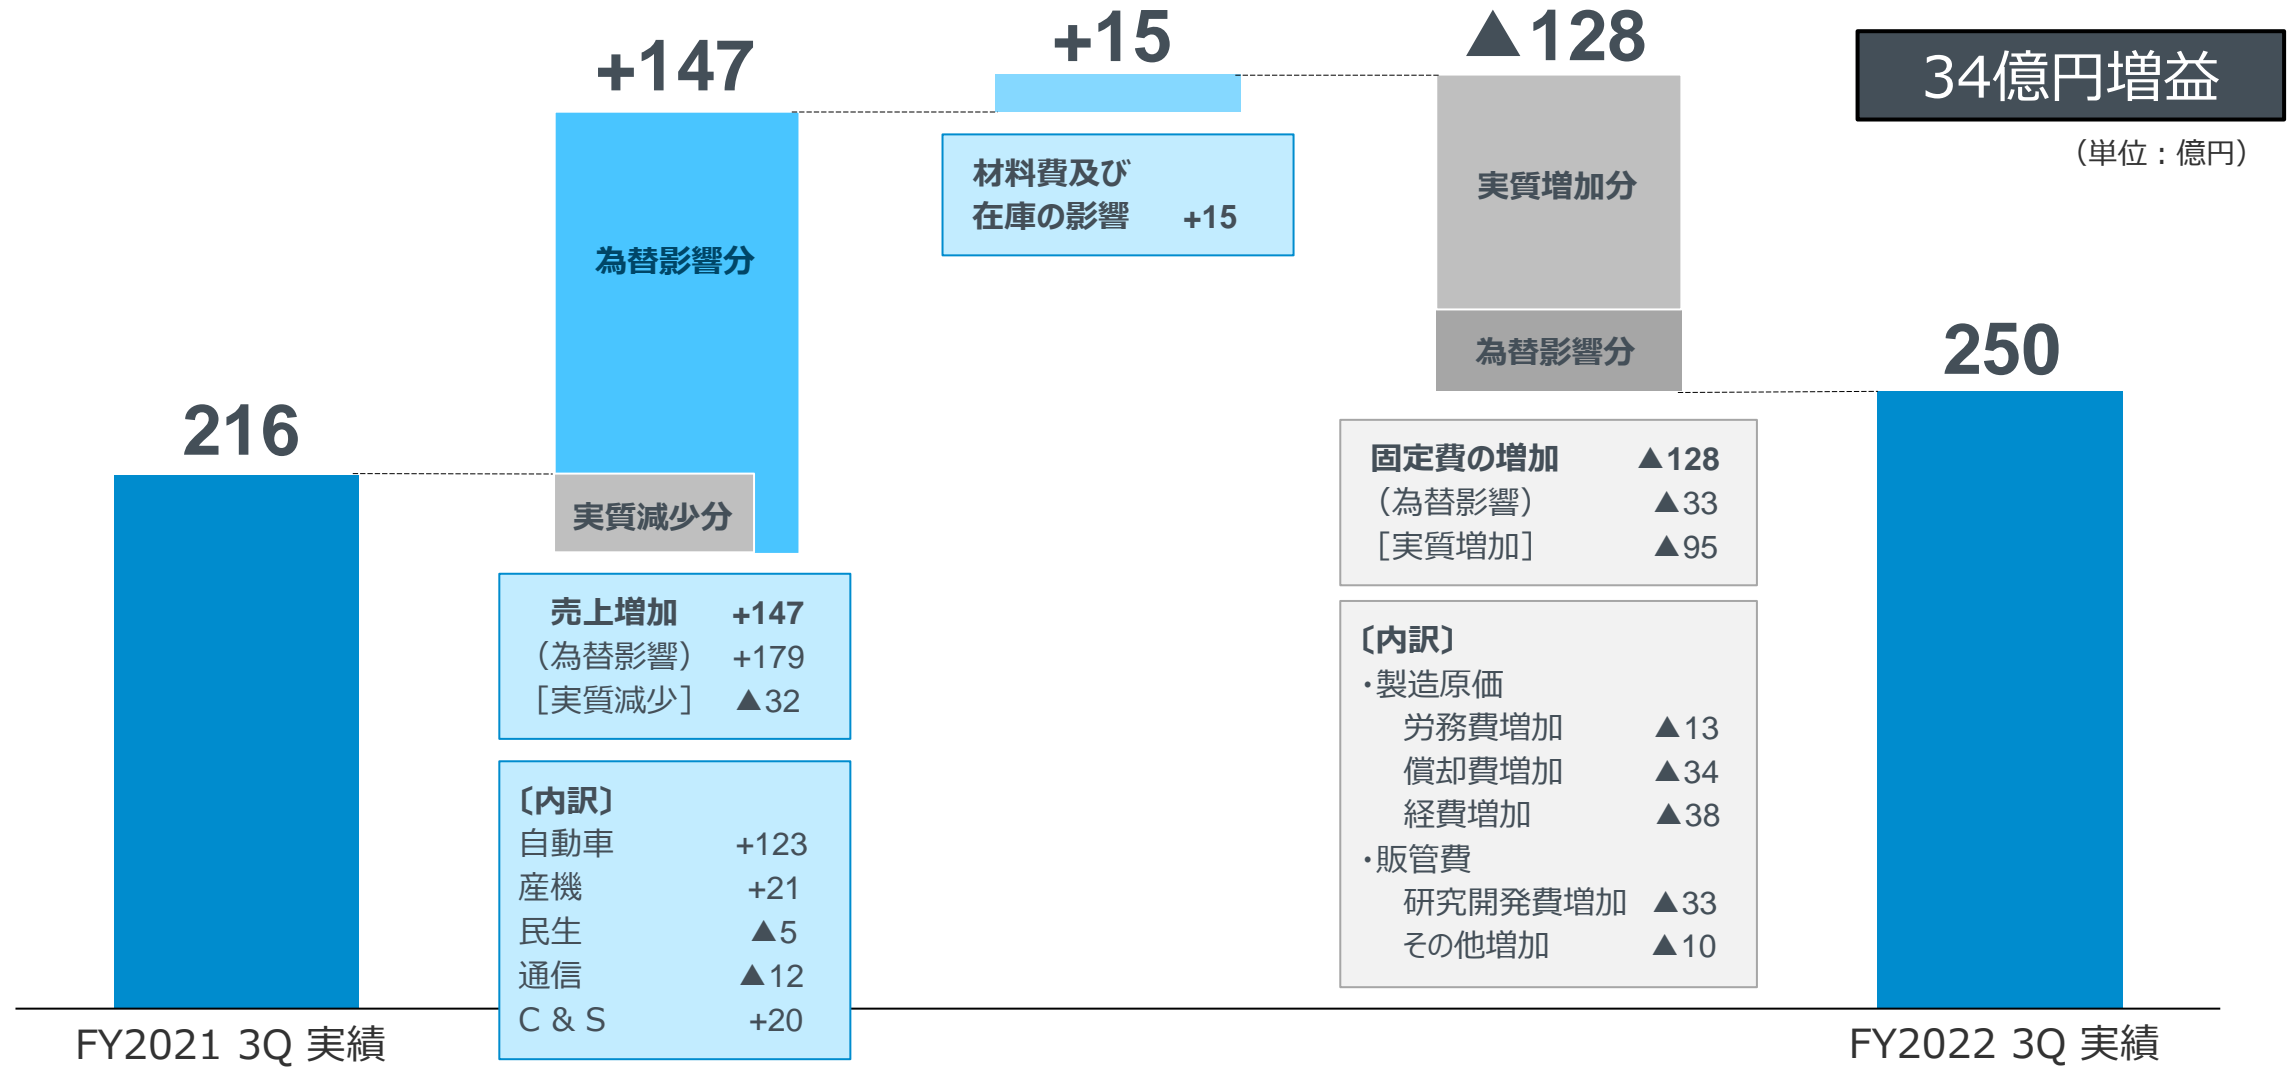 34億円増益
（単位：億円）
216
+147
+15
▲128
250
為替影響分
実質減少分
実質増加分
為替影響分
材料費及び
在庫の影響 +15
売上増加 +147
（為替影響） +179
［実質減少］ ▲32
〔内訳〕
自動車 +123
産機 +21
民生 ▲5
通信 ▲12
C & S +20
固定費の増加 ▲128
（為替影響） ▲33
［実質増加］ ▲95
〔内訳〕
・製造原価
労務費増加 ▲13
償却費増加 ▲34
経費増加 ▲38
・販管費
研究開発費増加 ▲33
その他増加 ▲10
FY2021 3Q 実績
FY2022 3Q 実績